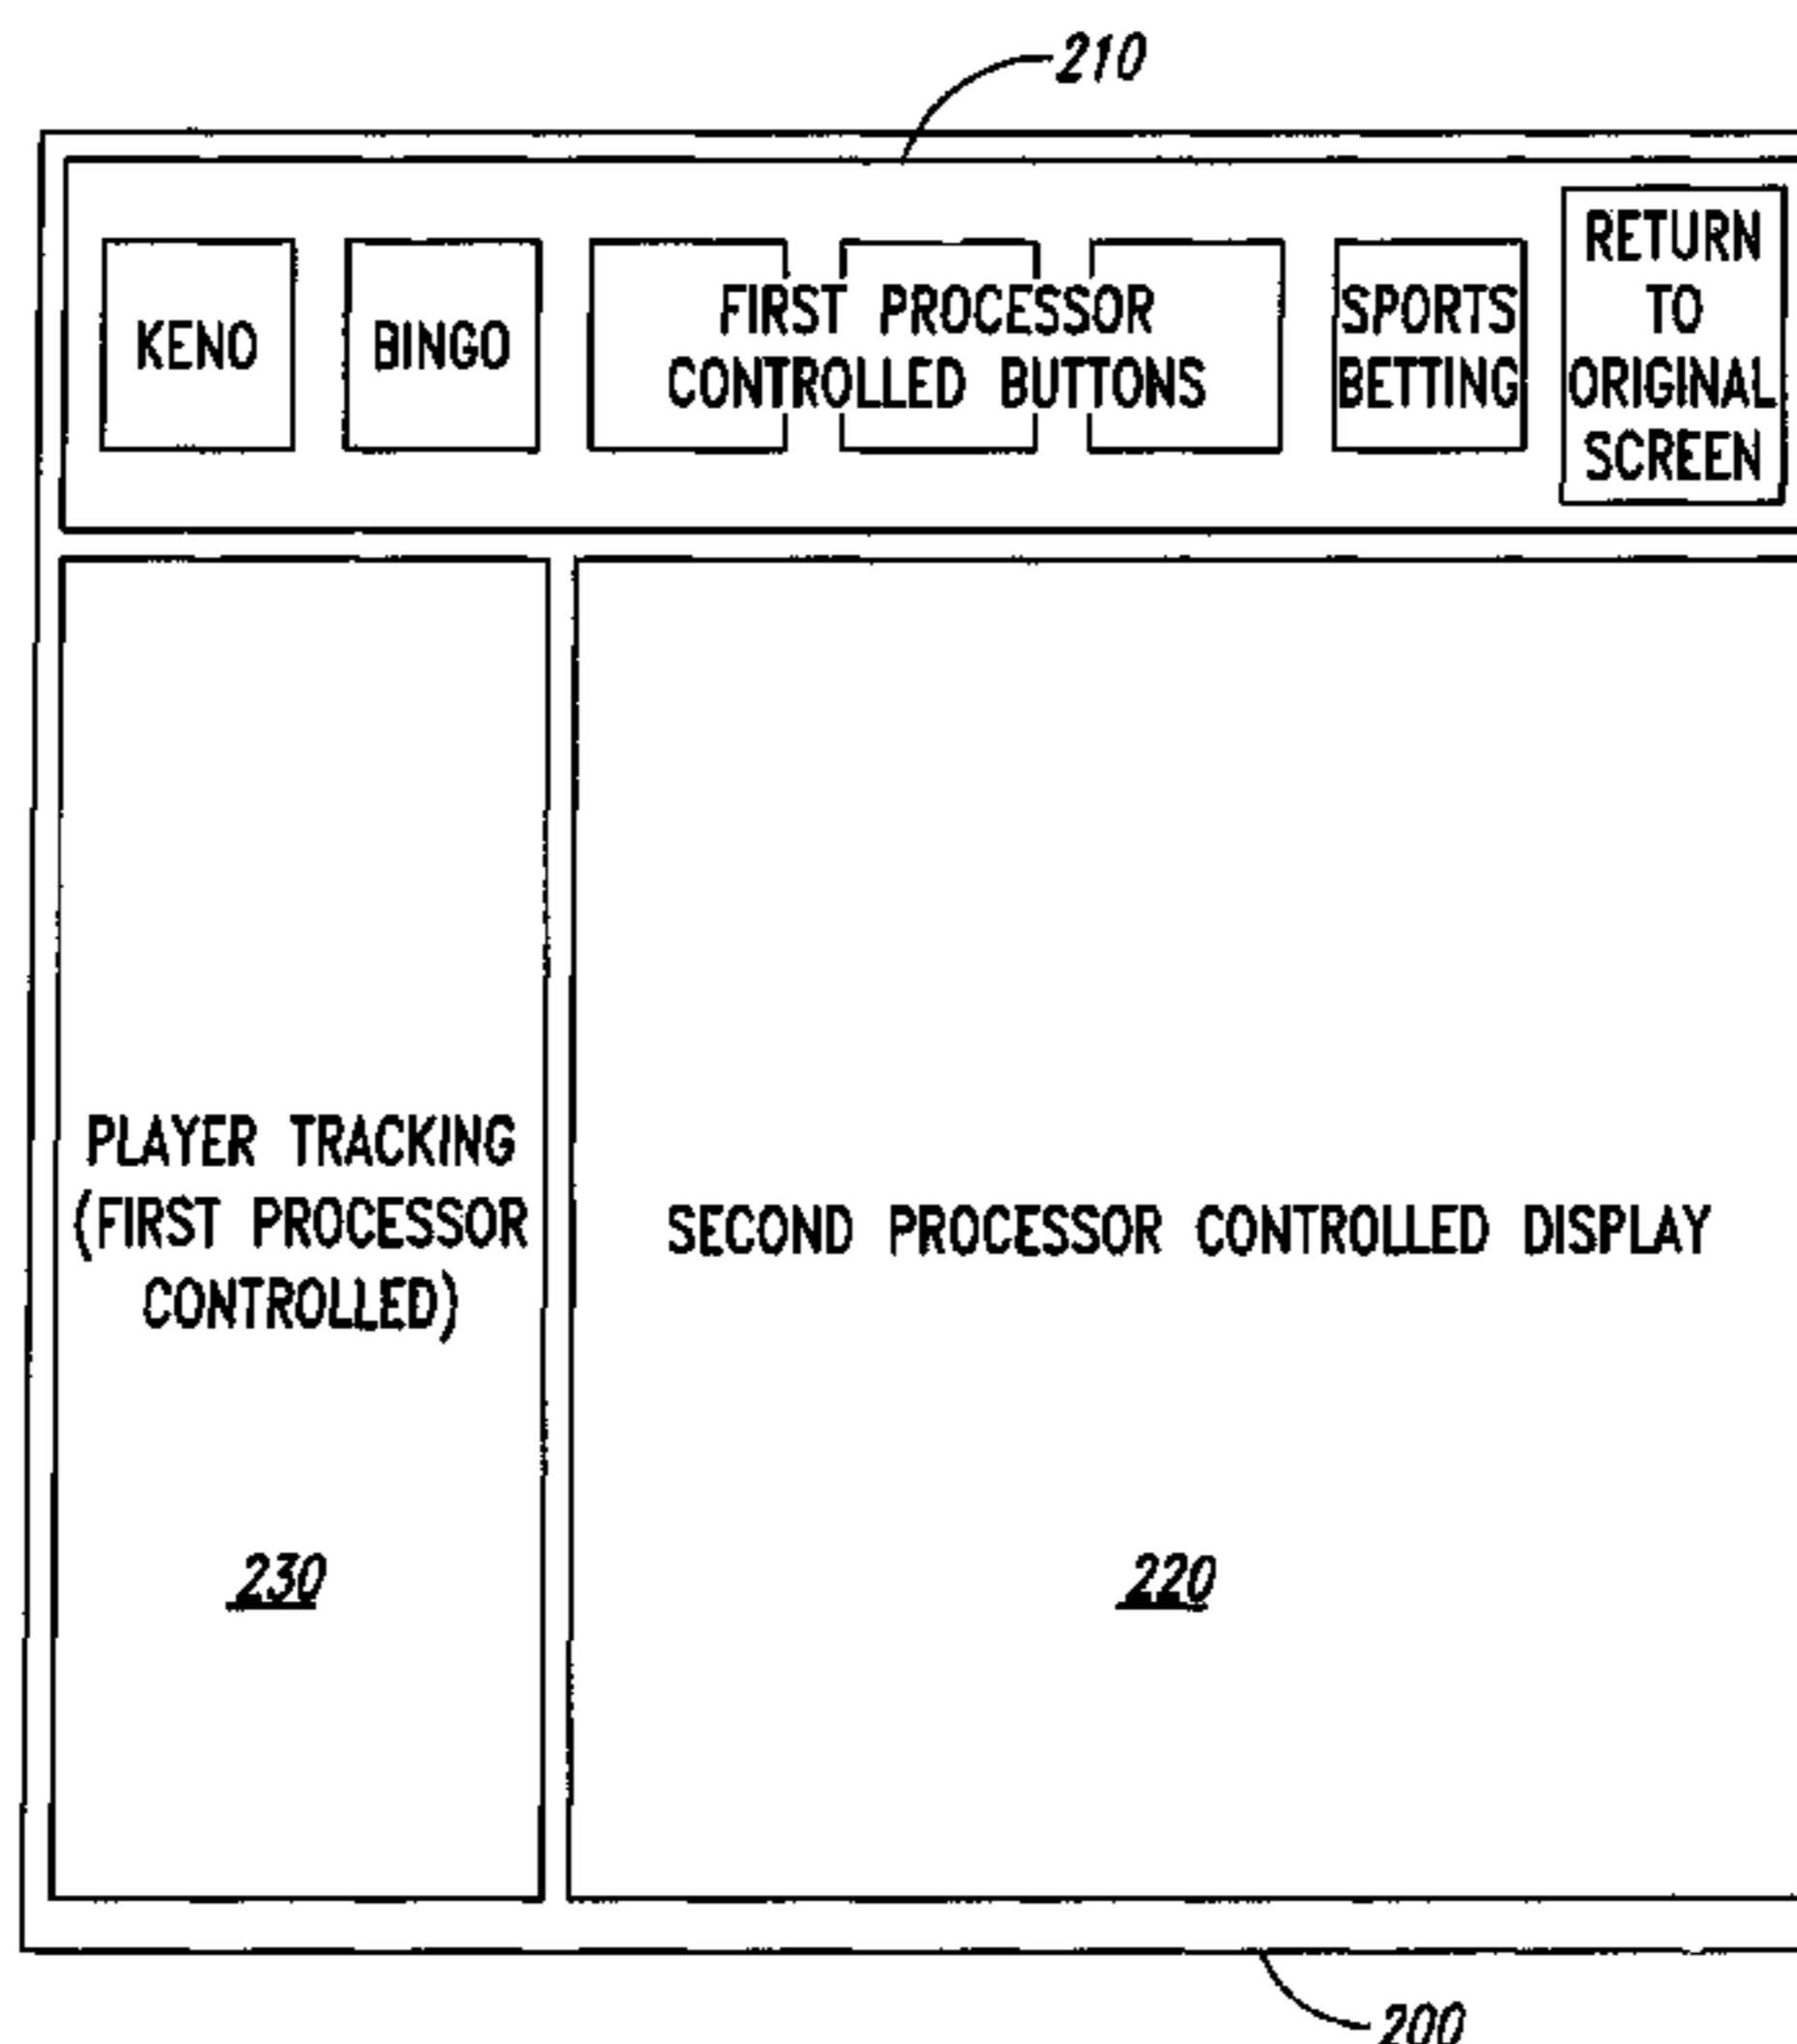 210
KENO
BINGO
FIRST PROCESSOR
CONTROLLED BUTTONS
SPORTS
BETTING
RETURN
TO
ORIGINAL
SCREEN
PLAYER TRACKING
(FIRST PROCESSOR
CONTROLLED)
230
SECOND PROCESSOR CONTROLLED DISPLAY
220
200